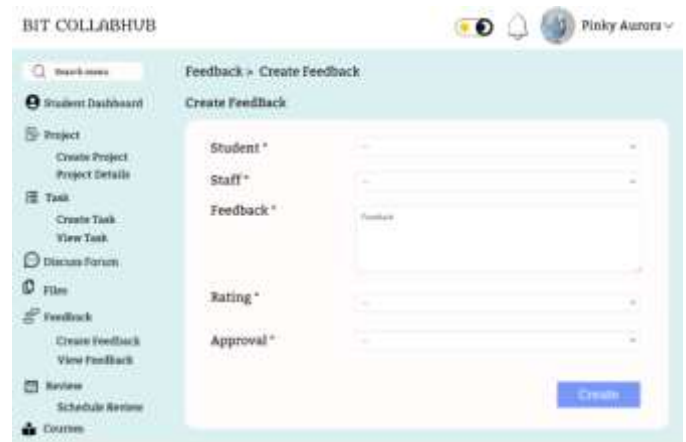 BIT COLLABHUB
Pinky Aurora
Search menu
Student Dashboard
Project
Create Project
Project Details
Task
Create Task
View Task
Discuss Forum
Files
Feedback
Create Feedback
View Feedback
Review
Schedule Review
Courses
Feedback > Create Feedback
Create FeedBack
Student *
--
Staff *
--
Feedback *
Feedback
Rating *
--
Approval *
--
Create